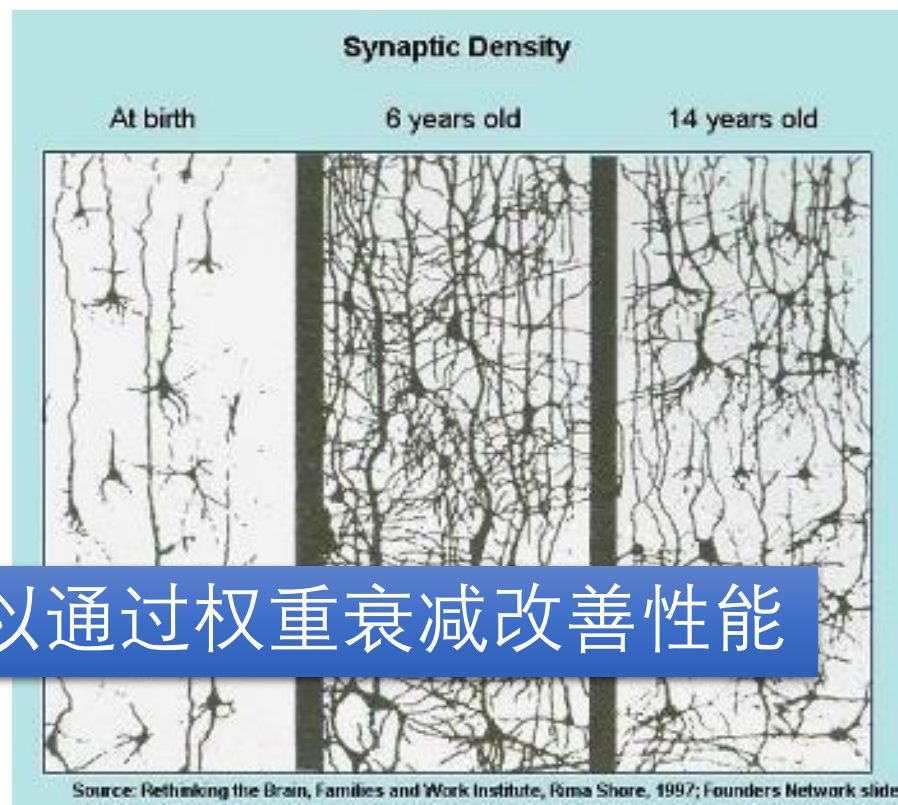 Synaptic Density
At birth 6 years old 14 years old
以通过权重衰减改善性能
Source: Rethinking the Brain, Families and Work Institute, Rima Shore, 1997; Founders Network slide